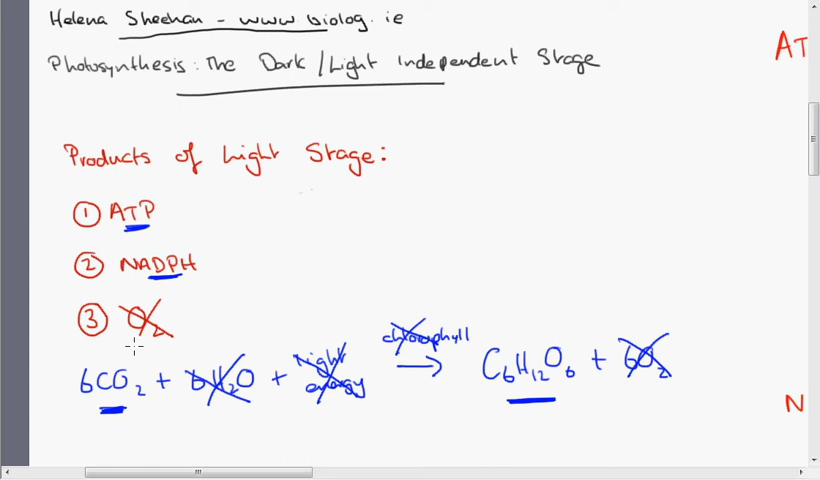 Helena Sheehan - www.biolog.ie
Photosynthesis: The Dark/Light Independent Stage
AT
Products of Light Stage:
① ATP
② NADPH
③ O₂
6CO₂ + 6H₂O + light energy chlorophyll → C₆H₁₂O₆ + 6O₂
N